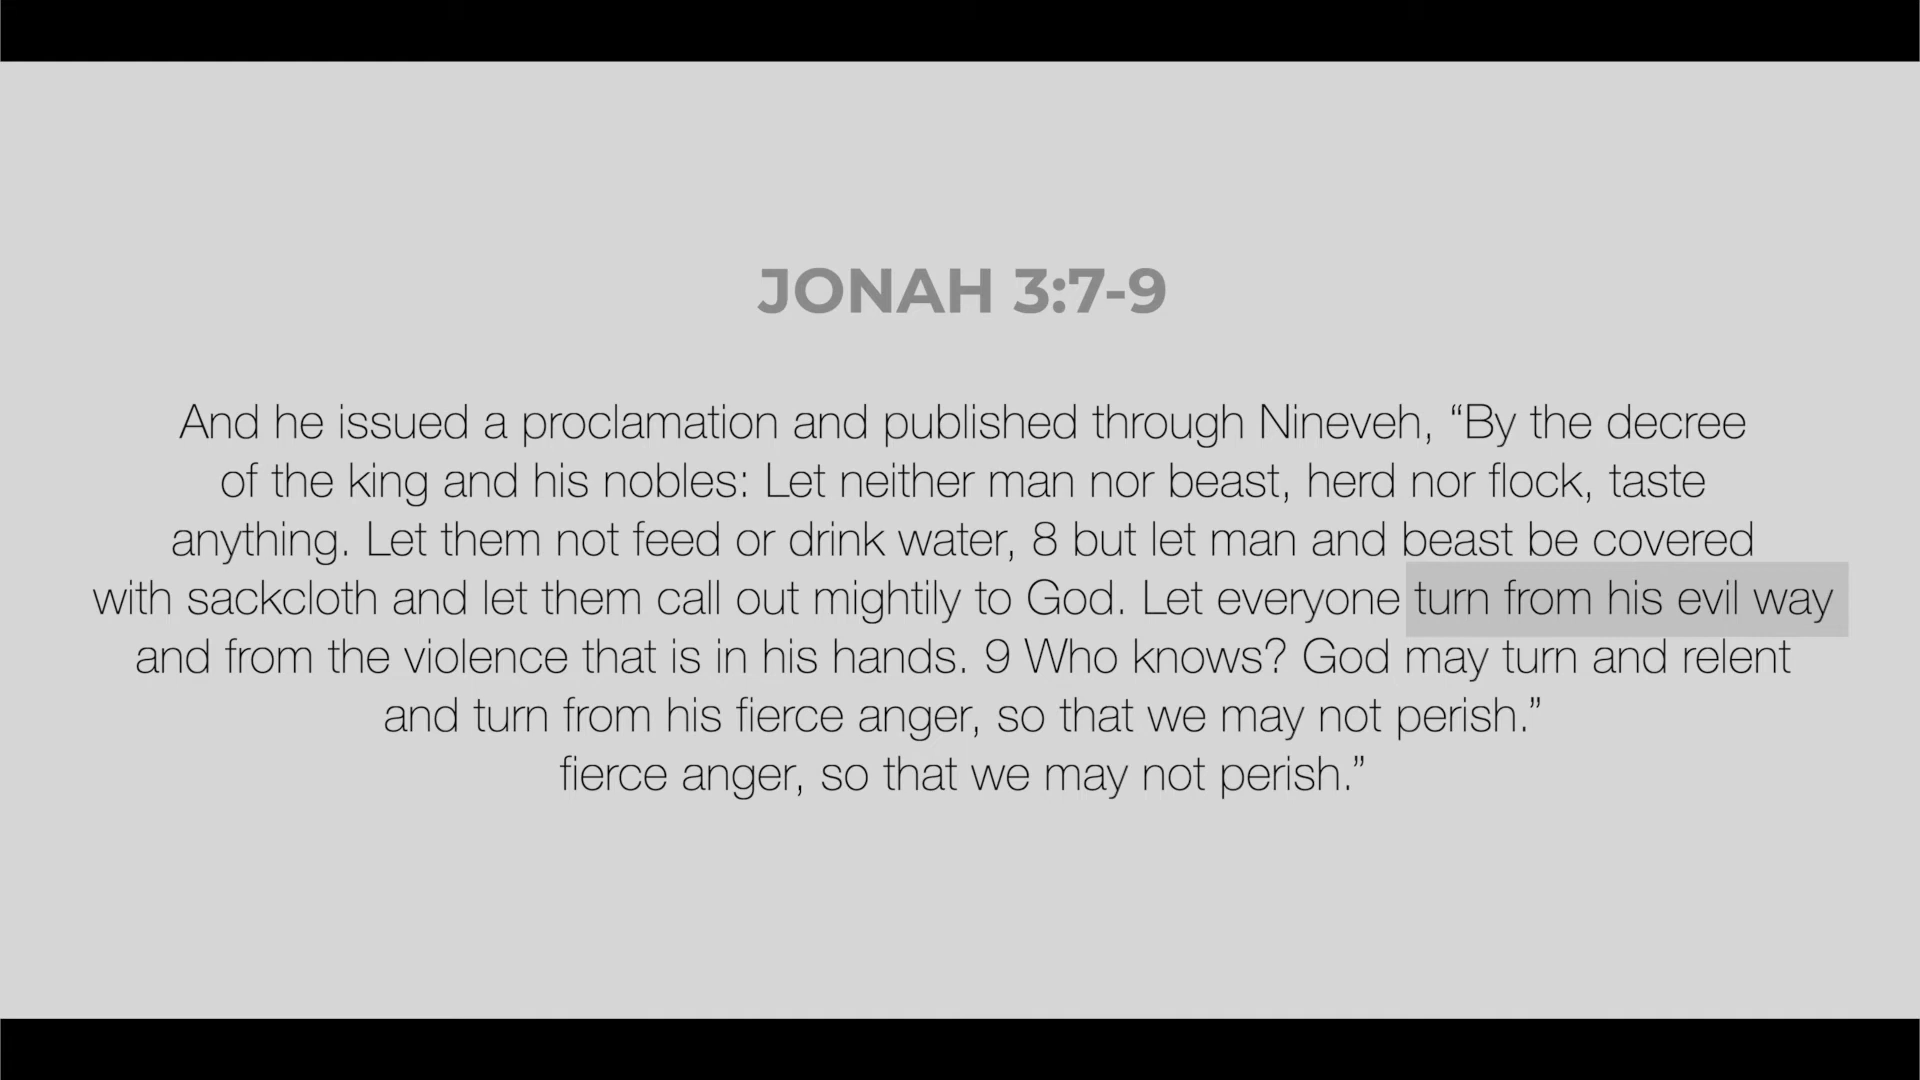 JONAH 3:7-9
And he issued a proclamation and published through Nineveh, “By the decree
of the king and his nobles: Let neither man nor beast, herd nor flock, taste
anything. Let them not feed or drink water, 8 but let man and beast be covered
with sackcloth and let them call out mightily to God. Let everyone turn from his evil way
and from the violence that is in his hands. 9 Who knows? God may turn and relent
and turn from his fierce anger, so that we may not perish.”
fierce anger, so that we may not perish.”